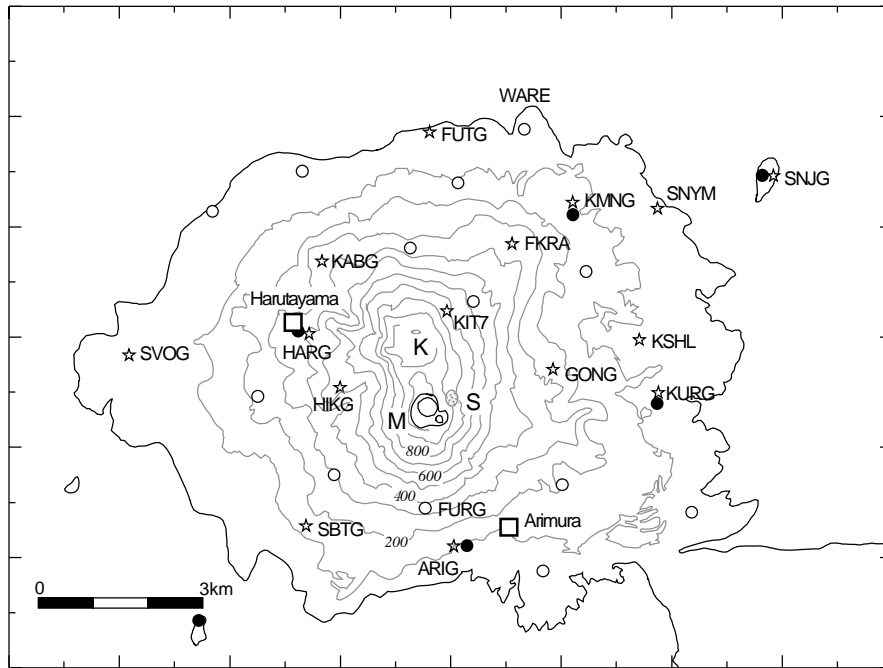 WARE
FUTG
SNJG
KMNG
SNYM
FKRA
KABG
Harutayama
KIT7
HARG
K
KSHL
SVOG
GONG
KURG
HIKG
S
M
800
600
400
FURG
Arimura
SBTG
200
ARIG
0 3km